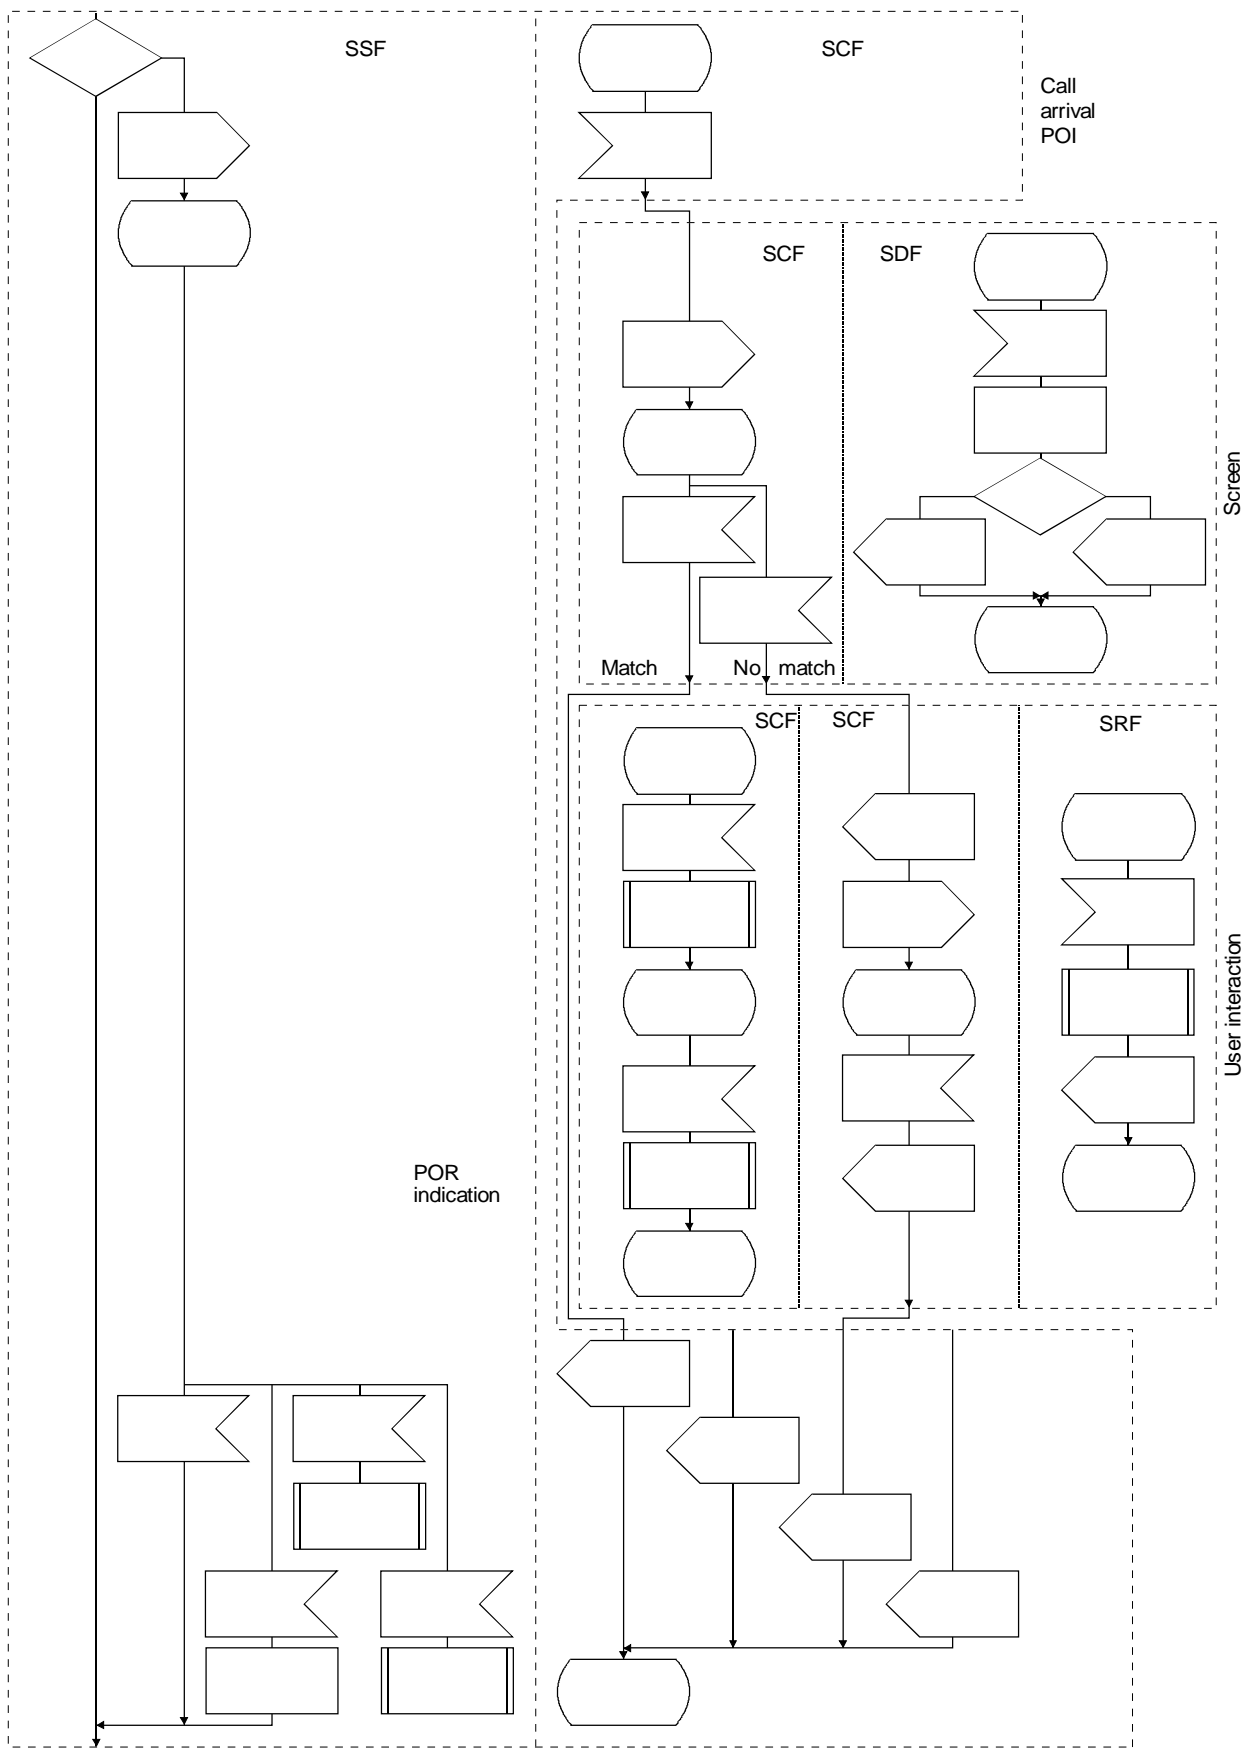 SSF
SCF
Call
arrival
POI
SCF
SDF
Screen
Match
No match
SCF
SCF
SRF
User interaction
POR
indication